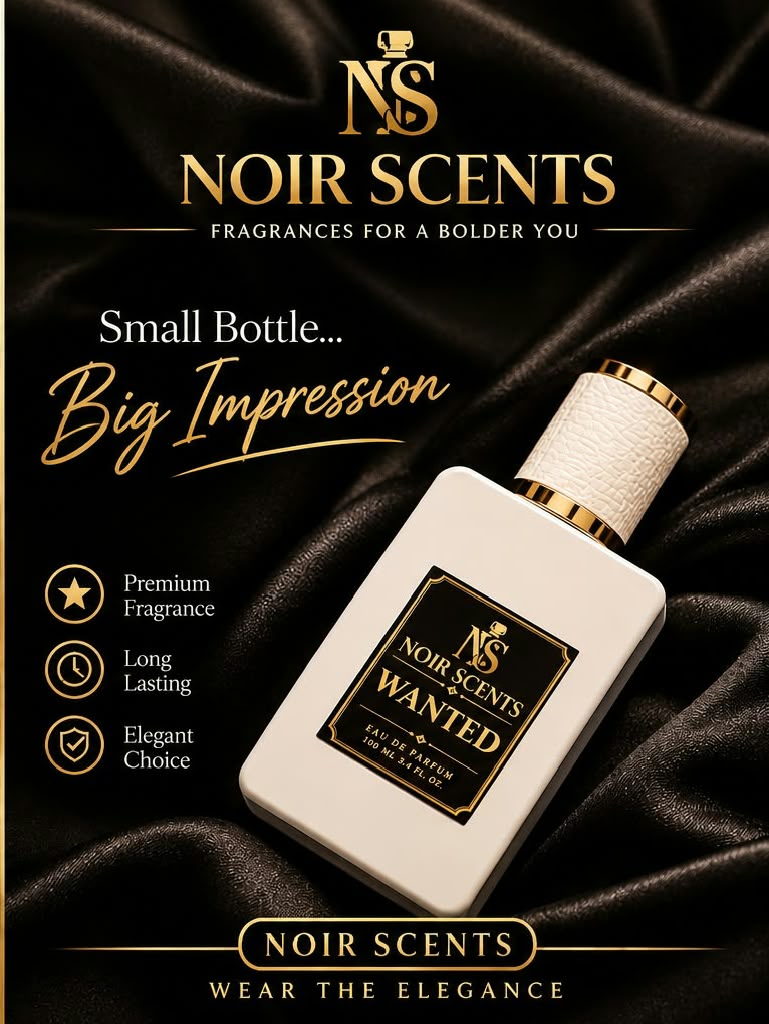 NS
NOIR SCENTS
FRAGRANCES FOR A BOLDER YOU
Small Bottle...
Big Impression
Premium
Fragrance
Long
Lasting
Elegant
Choice
NS
NOIR SCENTS
WANTED
EAU DE PARFUM
100 ML 3.4 FL. OZ.
NOIR SCENTS
WEAR THE ELEGANCE